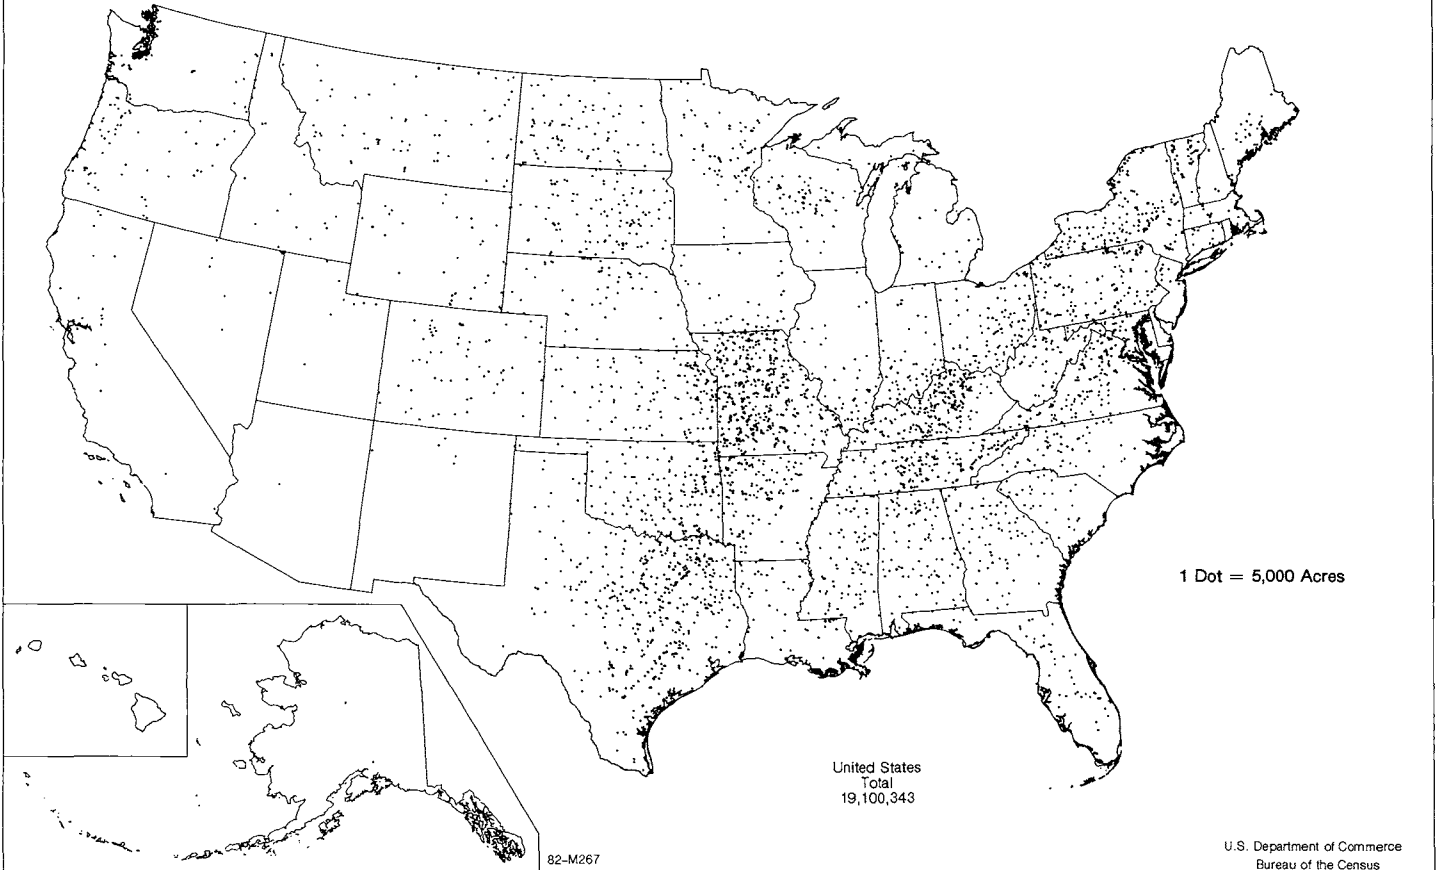 1 Dot = 5,000 Acres
United States
Total
19,100,343
82-M267
U.S. Department of Commerce
Bureau of the Census